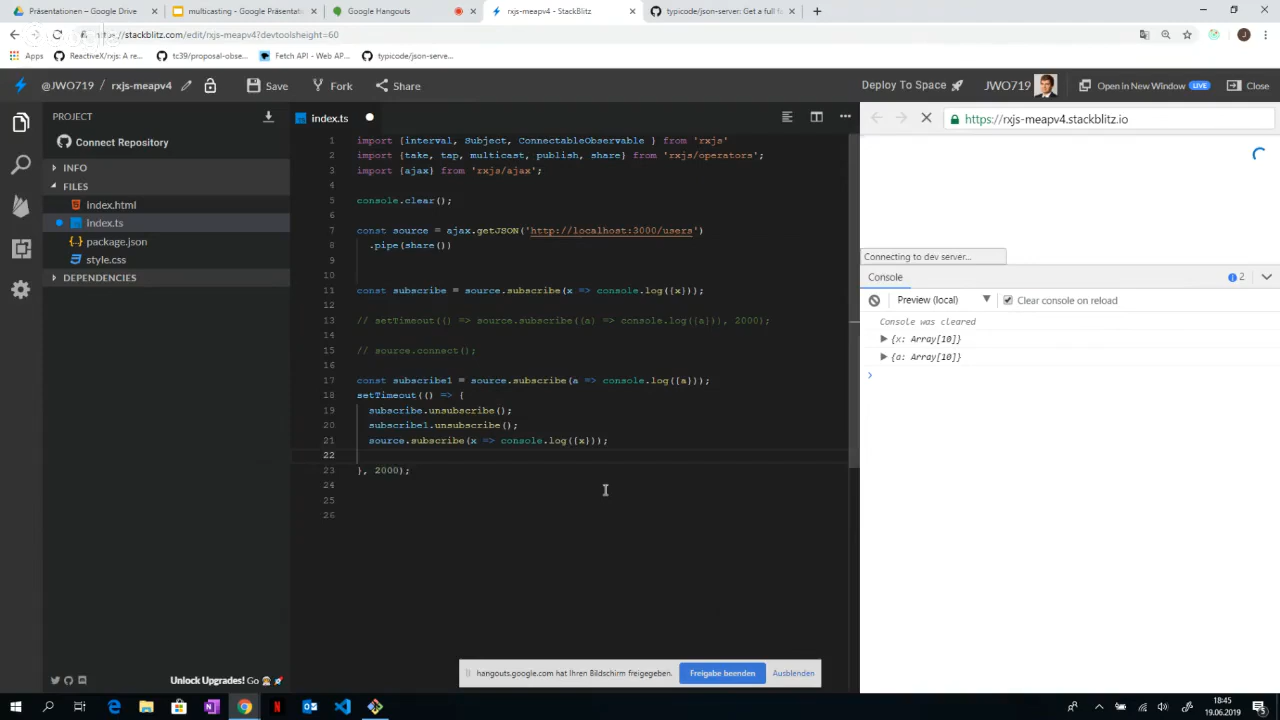 Präsentationen - Google Drive
multicasting - Google Präsentati
Google Hangouts
rxjs-meapv4 - StackBlitz
typicode/json-server: Get a full fa
stackblitz.com/edit/rxjs-meapv4?devtoolsheight=60
Apps
ReactiveX/rxjs: A re...
tc39/proposal-obse...
Fetch API - Web AP...
typicode/json-serve...
@JWO719 / rxjs-meapv4
Save
Fork
Share
Deploy To Space
JWO719
Open in New Window LIVE
Close
PROJECT
Connect Repository
INFO
FILES
index.html
index.ts
package.json
style.css
DEPENDENCIES
Unlock Upgrades! Go
index.ts
1 import {interval, Subject, ConnectableObservable } from 'rxjs'
2 import {take, tap, multicast, publish, share} from 'rxjs/operators';
3 import {ajax} from 'rxjs/ajax';
4
5 console.clear();
6
7 const source = ajax.getJSON('http://localhost:3000/users')
8 .pipe(share())
9
10
11 const subscribe = source.subscribe(x => console.log({x}));
12
13 // setTimeout(() => source.subscribe((a) => console.log({a})), 2000);
14
15 // source.connect();
16
17 const subscribe1 = source.subscribe(a => console.log({a}));
18 setTimeout(() => {
19 subscribe.unsubscribe();
20 subscribe1.unsubscribe();
21 source.subscribe(x => console.log({x}));
22
23 }, 2000);
24
25
26
https://rxjs-meapv4.stackblitz.io
Connecting to dev server...
Console
2
Preview (local)
Clear console on reload
Console was cleared
{x: Array[10]}
{a: Array[10]}
hangouts.google.com hat Ihren Bildschirm freigegeben.
Freigabe beenden
Ausblenden
18:45
19.06.2019